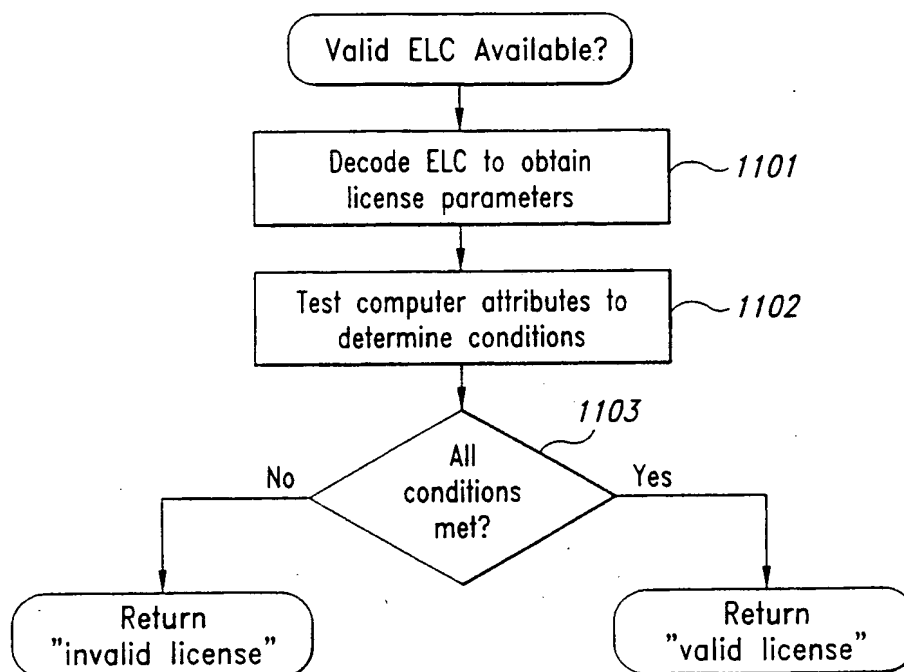 Valid ELC Available?
Decode ELC to obtain
license parameters
1101
Test computer attributes to
determine conditions
1102
1103
All
conditions
met?
No
Yes
Return
"invalid license"
Return
"valid license"